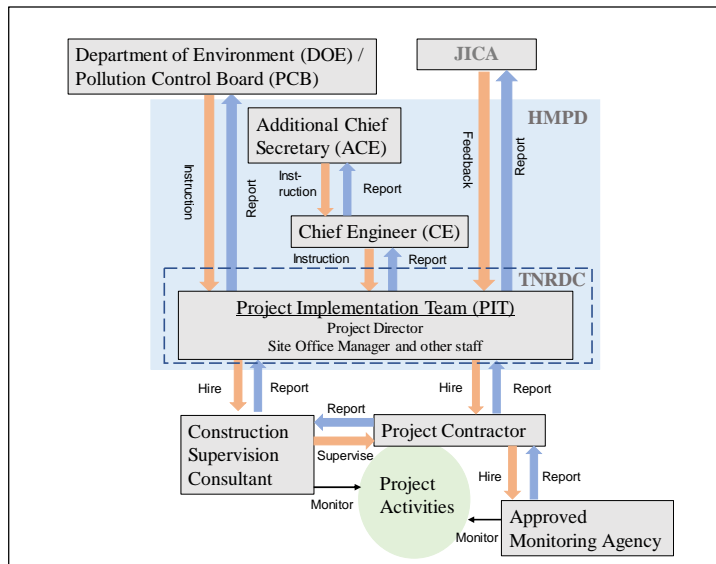 Department of Environment (DOE) /
Pollution Control Board (PCB)
JICA
HMPD
Additional Chief
Secretary (ACE)
Instruction
Report
Inst-
ruction
Report
Feedback
Report
Chief Engineer (CE)
Instruction
Report
TNRDC
Project Implementation Team (PIT)
Project Director
Site Office Manager and other staff
Hire
Report
Hire
Report
Report
Construction
Supervision
Consultant
Project Contractor
Supervise
Hire
Report
Project
Activities
Monitor
Monitor
Approved
Monitoring Agency